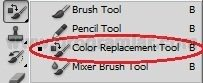 Brush Tool B
Pencil Tool B
Color Replacement Tool B
Mixer Brush Tool B